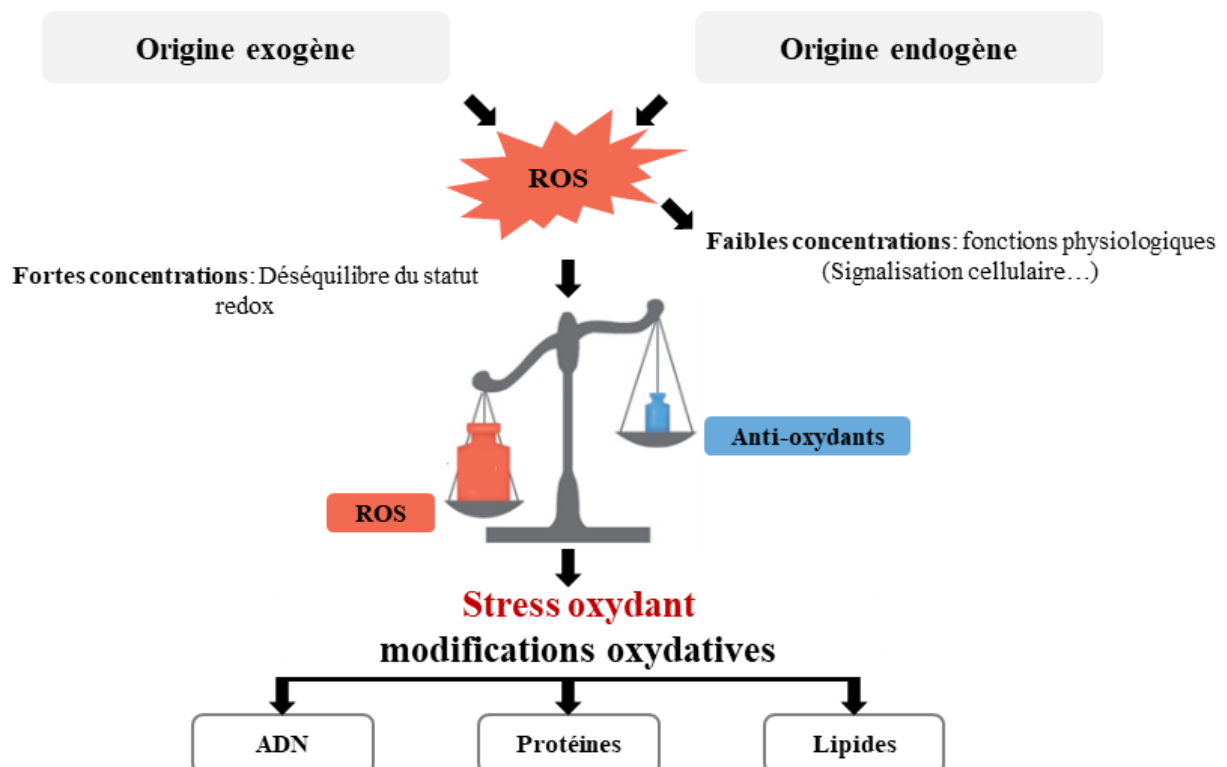 Origine exogène
Origine endogène
ROS
Faibles concentrations: fonctions physiologiques
(Signalisation cellulaire…)
Fortes concentrations: Déséquilibre du statut
redox
Anti-oxydants
ROS
Stress oxydant
modifications oxydatives
ADN
Protéines
Lipides